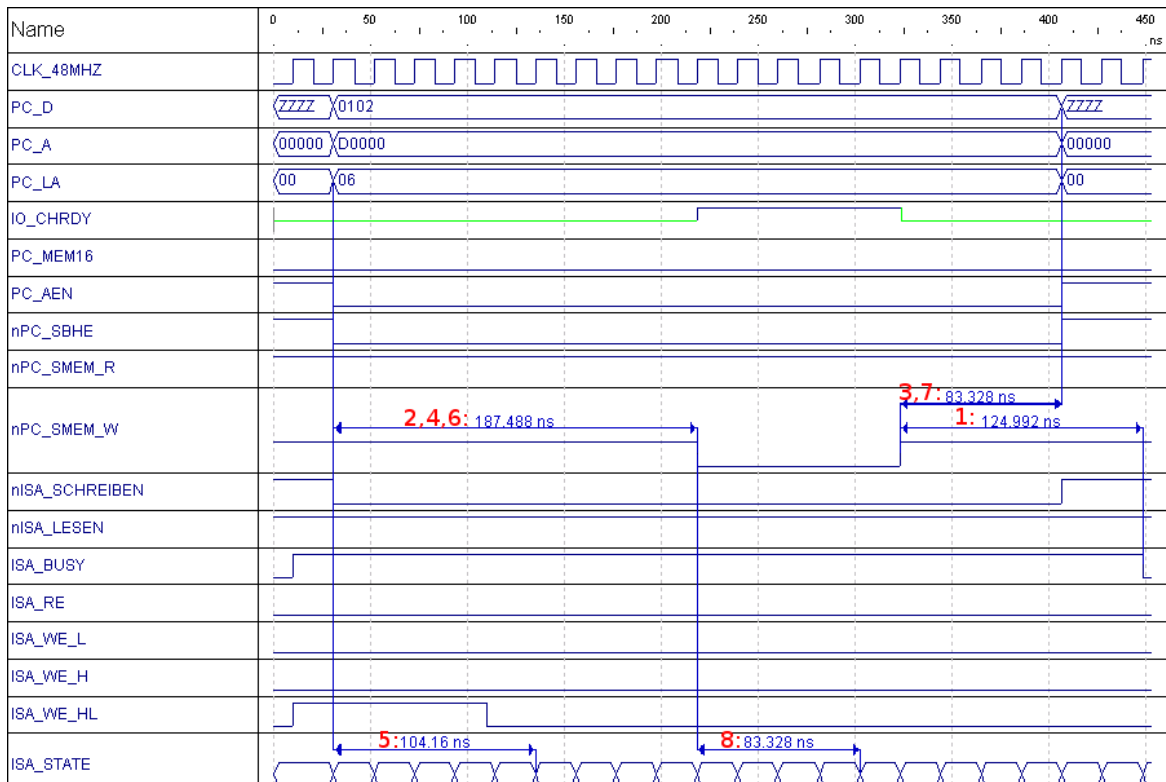 Name 0 50 100 150 200 250 300 350 400 450
ns
CLK_48MHZ
PC_D ZZZZ 0102 ZZZZ
PC_A 00000 D0000 00000
PC_LA 00 06 00
IO_CHRDY
PC_MEM16
PC_AEN
nPC_SBHE
nPC_SMEM_R
3,7: 83.328 ns
nPC_SMEM_W 2,4,6: 187.488 ns 1: 124.992 ns
nISA_SCHREIBEN
nISA_LESEN
ISA_BUSY
ISA_RE
ISA_WE_L
ISA_WE_H
ISA_WE_HL
5: 104.16 ns 8: 83.328 ns
ISA_STATE